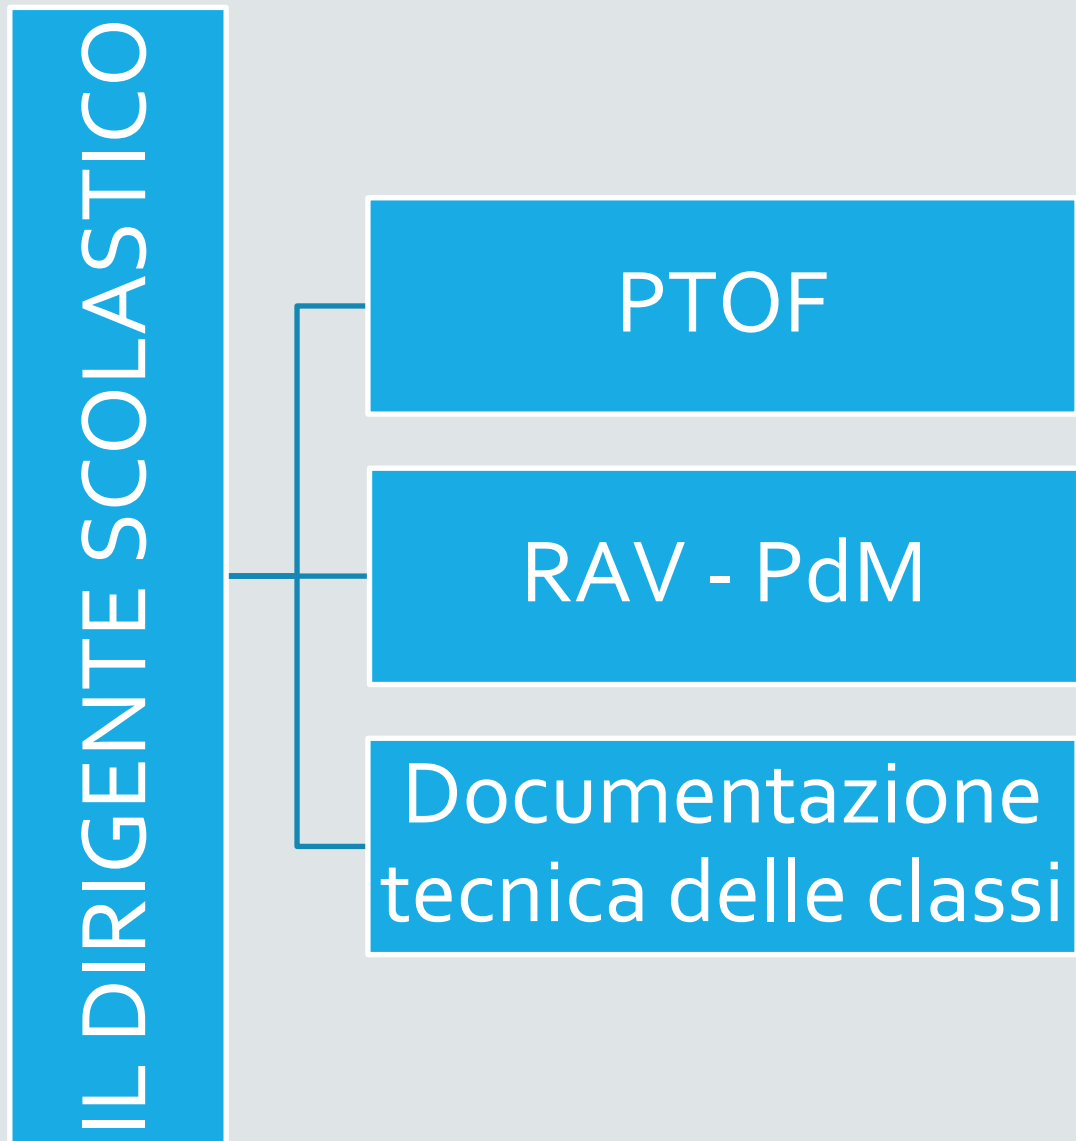 IL DIRIGENTE SCOLASTICO
PTOF
RAV - PdM
Documentazione
tecnica delle classi